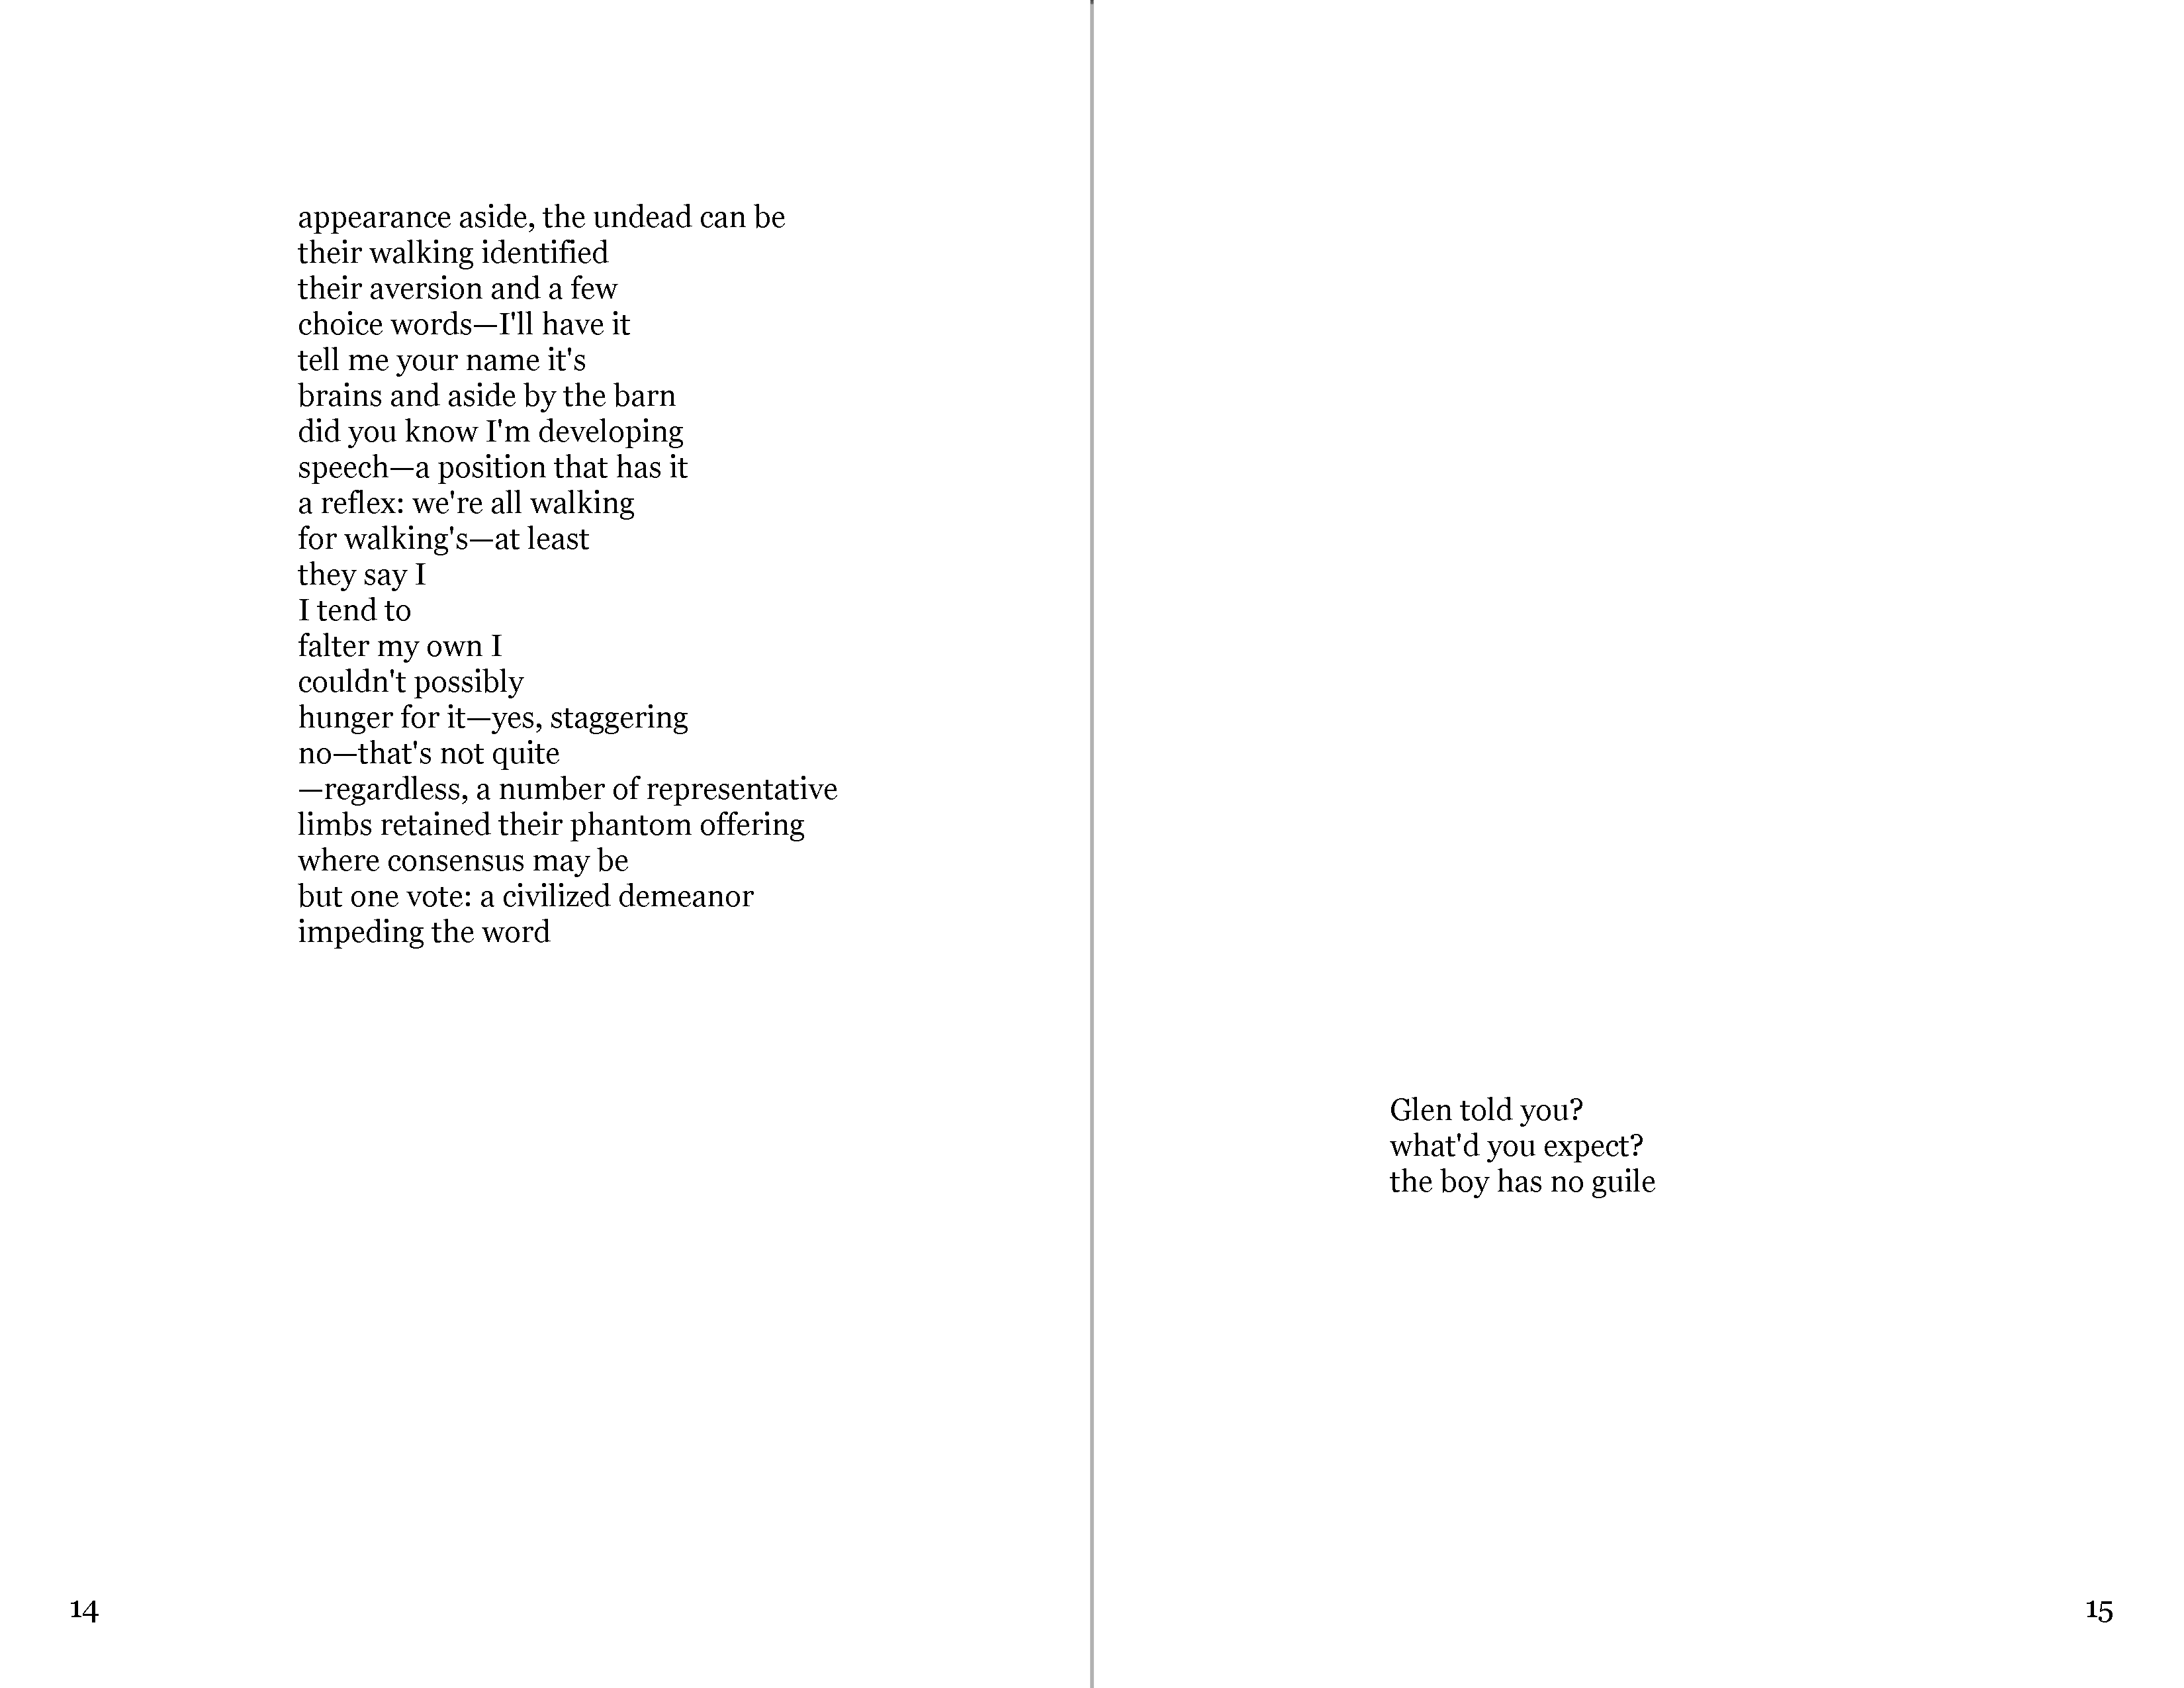 appearance aside, the undead can be
their walking identified
their aversion and a few
choice words—I'll have it
tell me your name it's
brains and aside by the barn
did you know I'm developing
speech—a position that has it
a reflex: we're all walking
for walking's—at least
they say I
I tend to
falter my own I
couldn't possibly
hunger for it—yes, staggering
no—that's not quite
—regardless, a number of representative
limbs retained their phantom offering
where consensus may be
but one vote: a civilized demeanor
impeding the word
14
Glen told you?
what'd you expect?
the boy has no guile
15